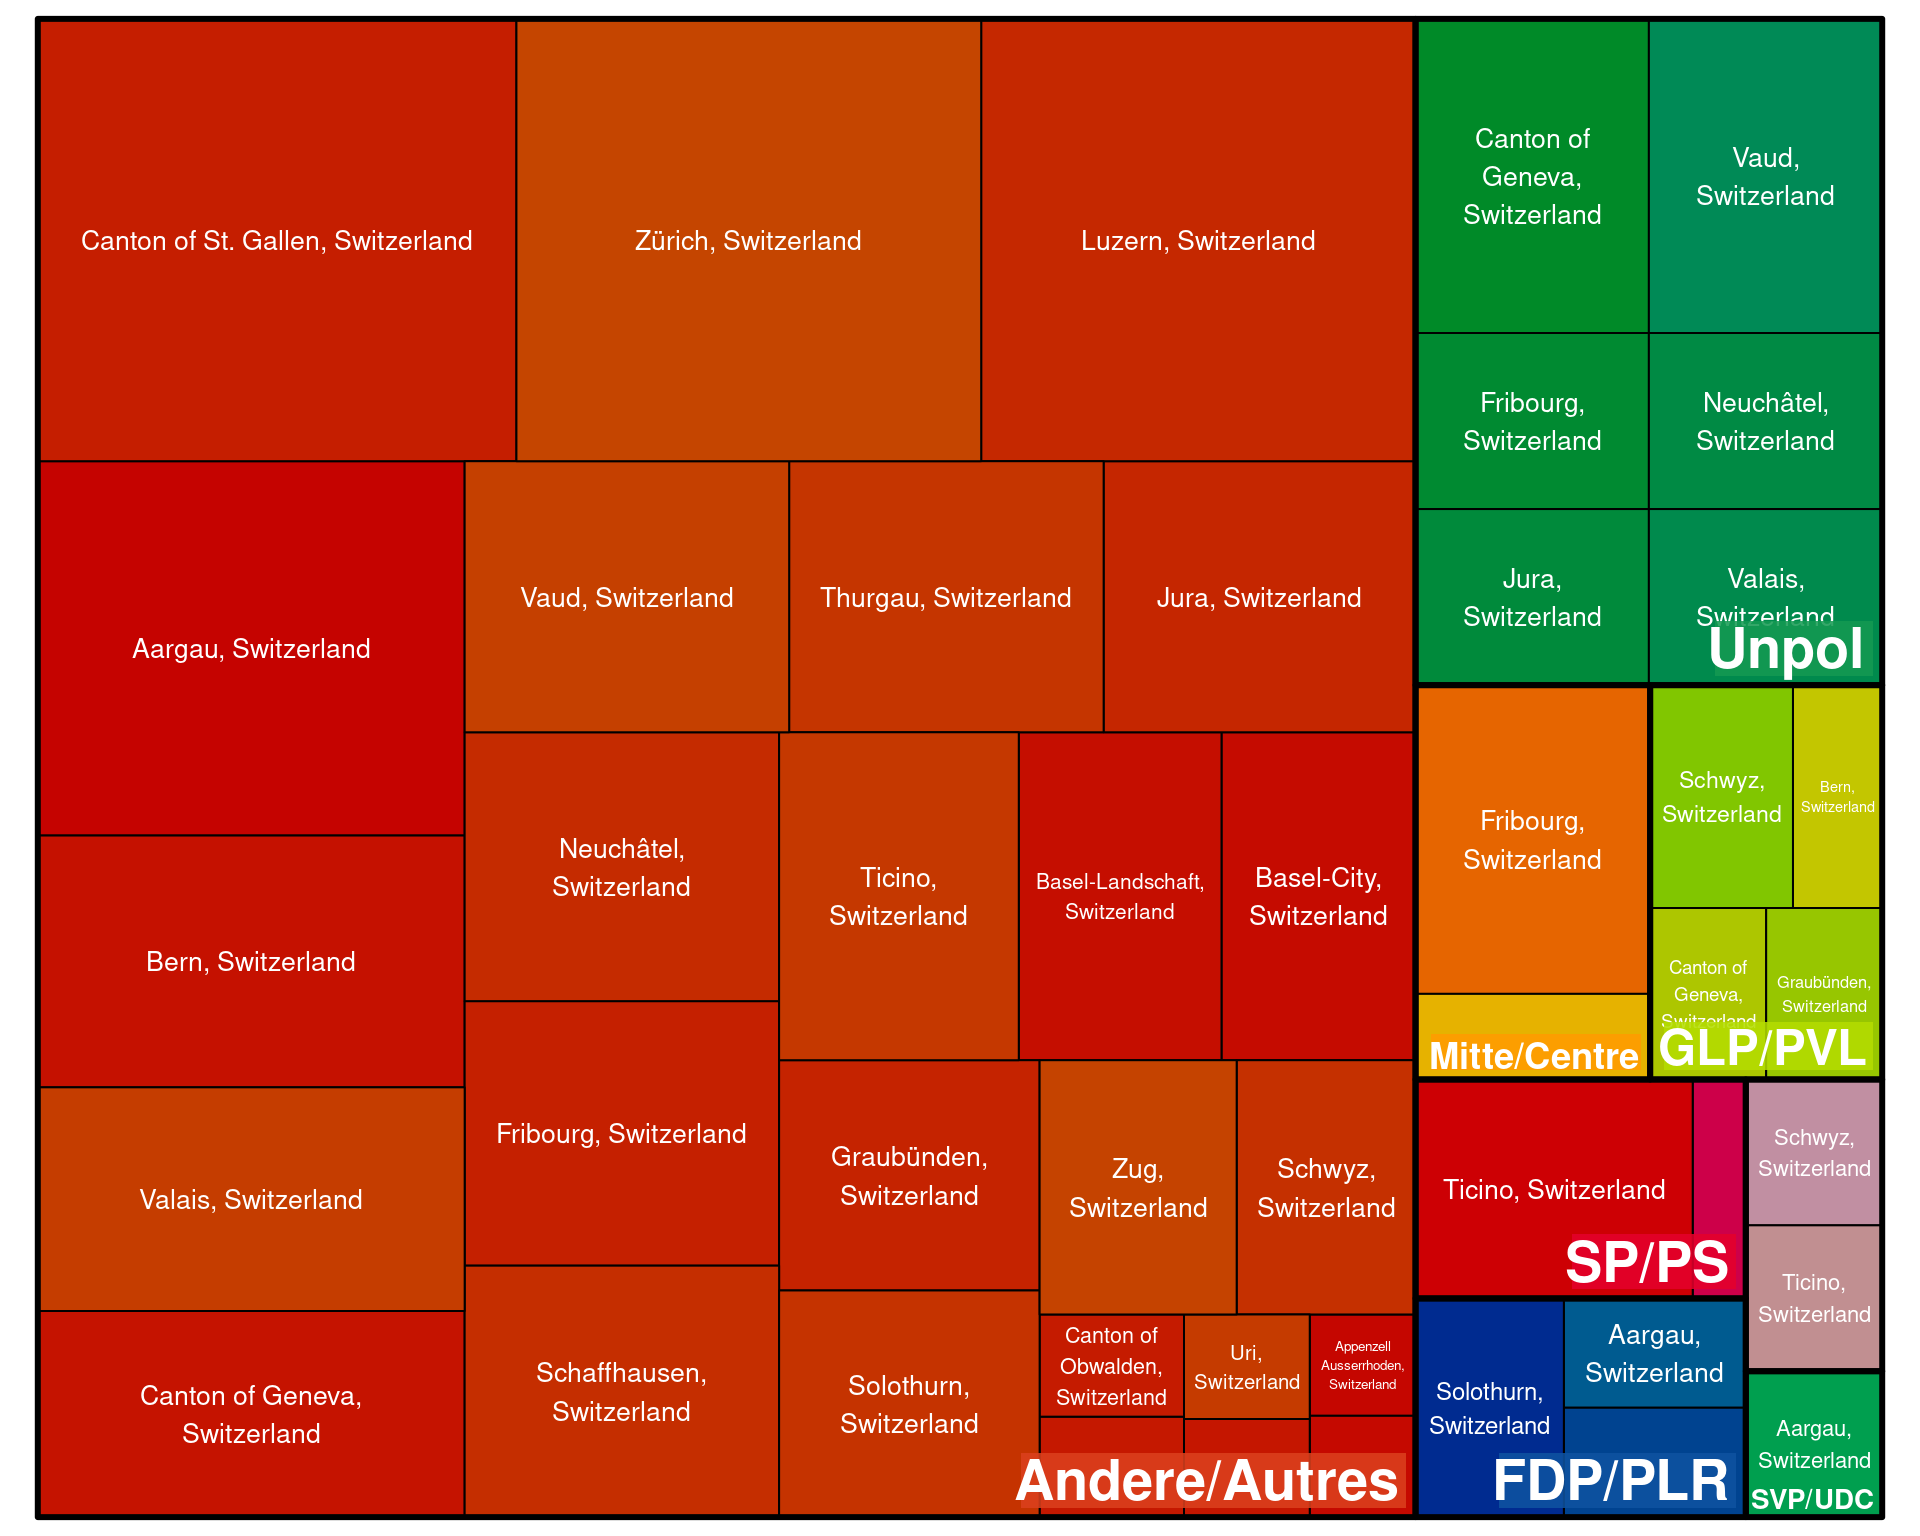 Canton of St. Gallen, Switzerland
Zürich, Switzerland
Luzern, Switzerland
Aargau, Switzerland
Bern, Switzerland
Valais, Switzerland
Canton of Geneva,
Switzerland
Vaud, Switzerland
Thurgau, Switzerland
Jura, Switzerland
Neuchâtel,
Switzerland
Fribourg, Switzerland
Schaffhausen,
Switzerland
Ticino,
Switzerland
Basel-Landschaft,
Switzerland
Basel-City,
Switzerland
Graubünden,
Switzerland
Solothurn,
Switzerland
Zug,
Switzerland
Schwyz,
Switzerland
Canton of
Obwalden,
Switzerland
Uri,
Switzerland
Appenzell
Ausserrhoden,
Switzerland
Andere/Autres
Canton of
Geneva,
Switzerland
Vaud,
Switzerland
Fribourg,
Switzerland
Neuchâtel,
Switzerland
Jura,
Switzerland
Valais,
Switzerland
Unpol
Fribourg,
Switzerland
Mitte/Centre
Schwyz,
Switzerland
Bern,
Switzerland
Canton of
Geneva,
Switzerland
Graubünden,
Switzerland
GLP/PVL
Ticino, Switzerland
SP/PS
Schwyz,
Switzerland
Ticino,
Switzerland
Solothurn,
Switzerland
Aargau,
Switzerland
FDP/PLR
Aargau,
Switzerland
SVP/UDC